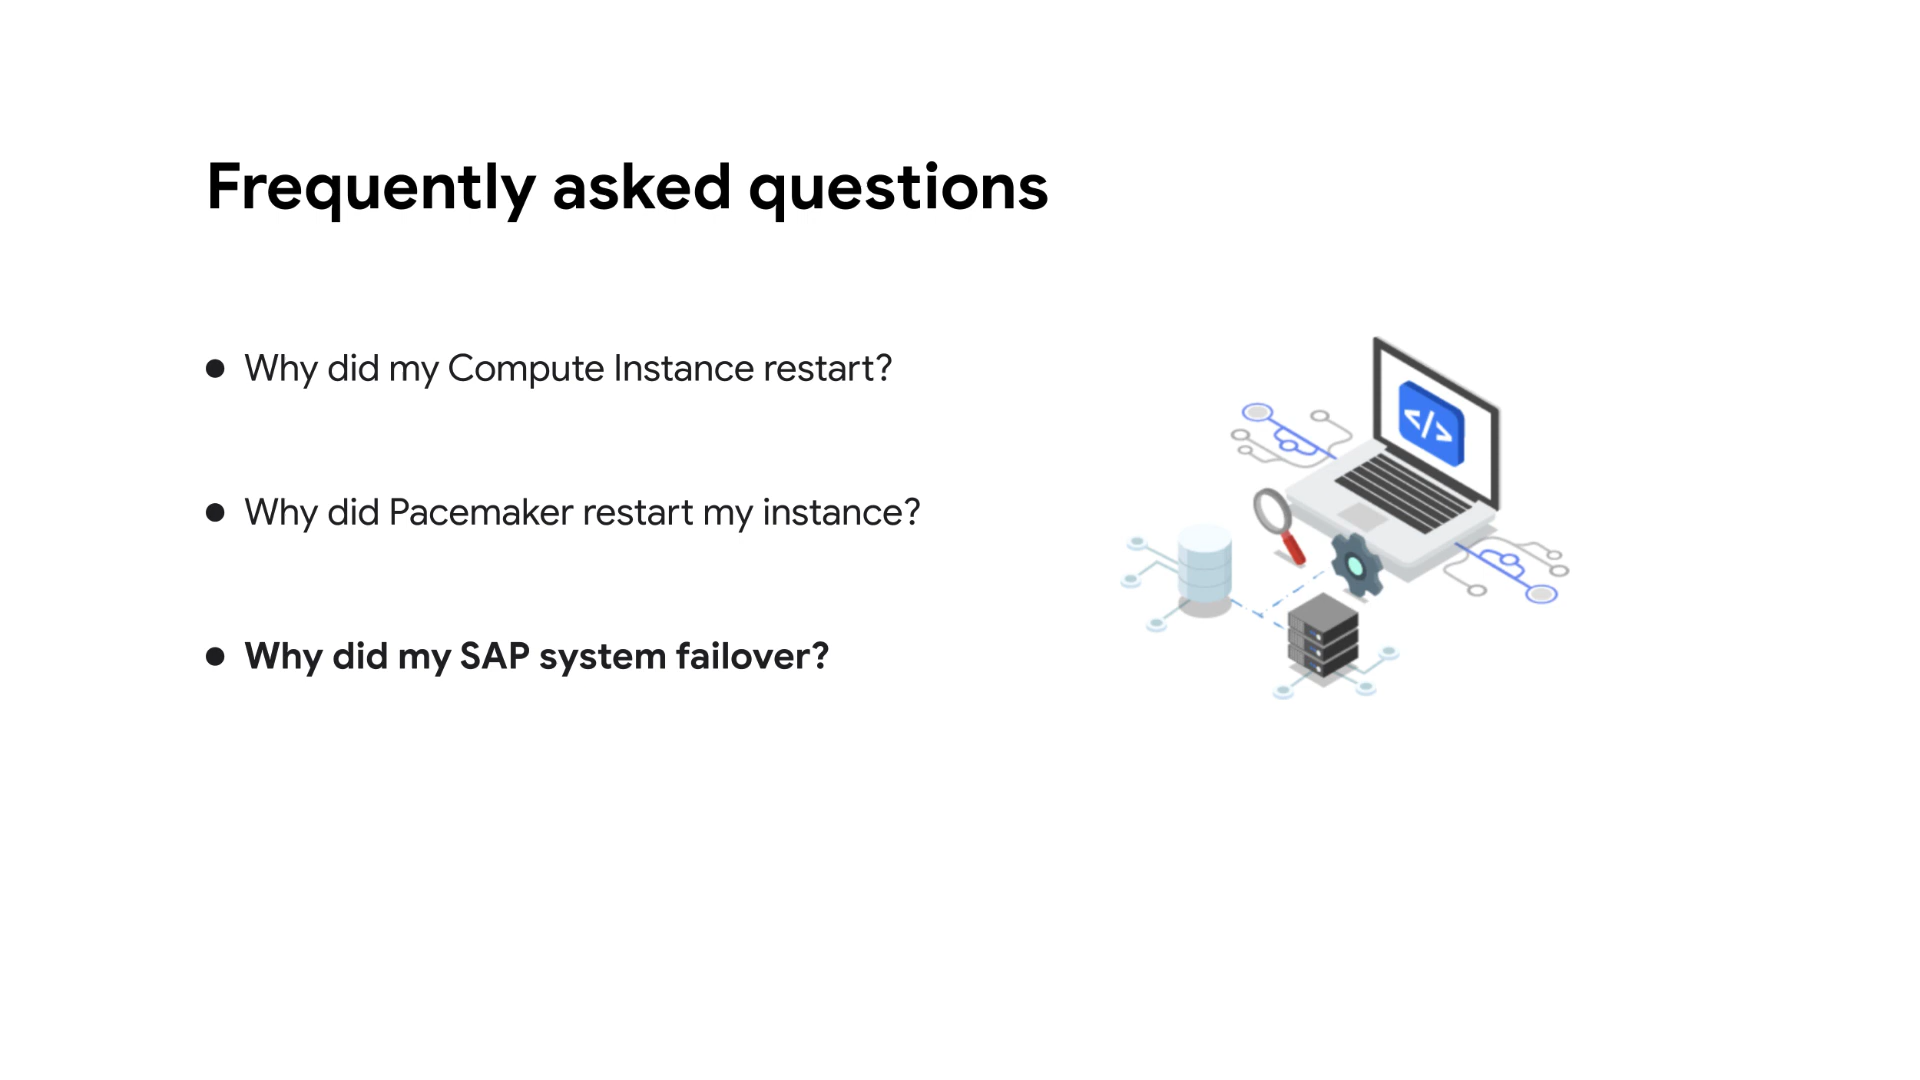 Frequently asked questions
● Why did my Compute Instance restart?
● Why did Pacemaker restart my instance?
● Why did my SAP system failover?
</>